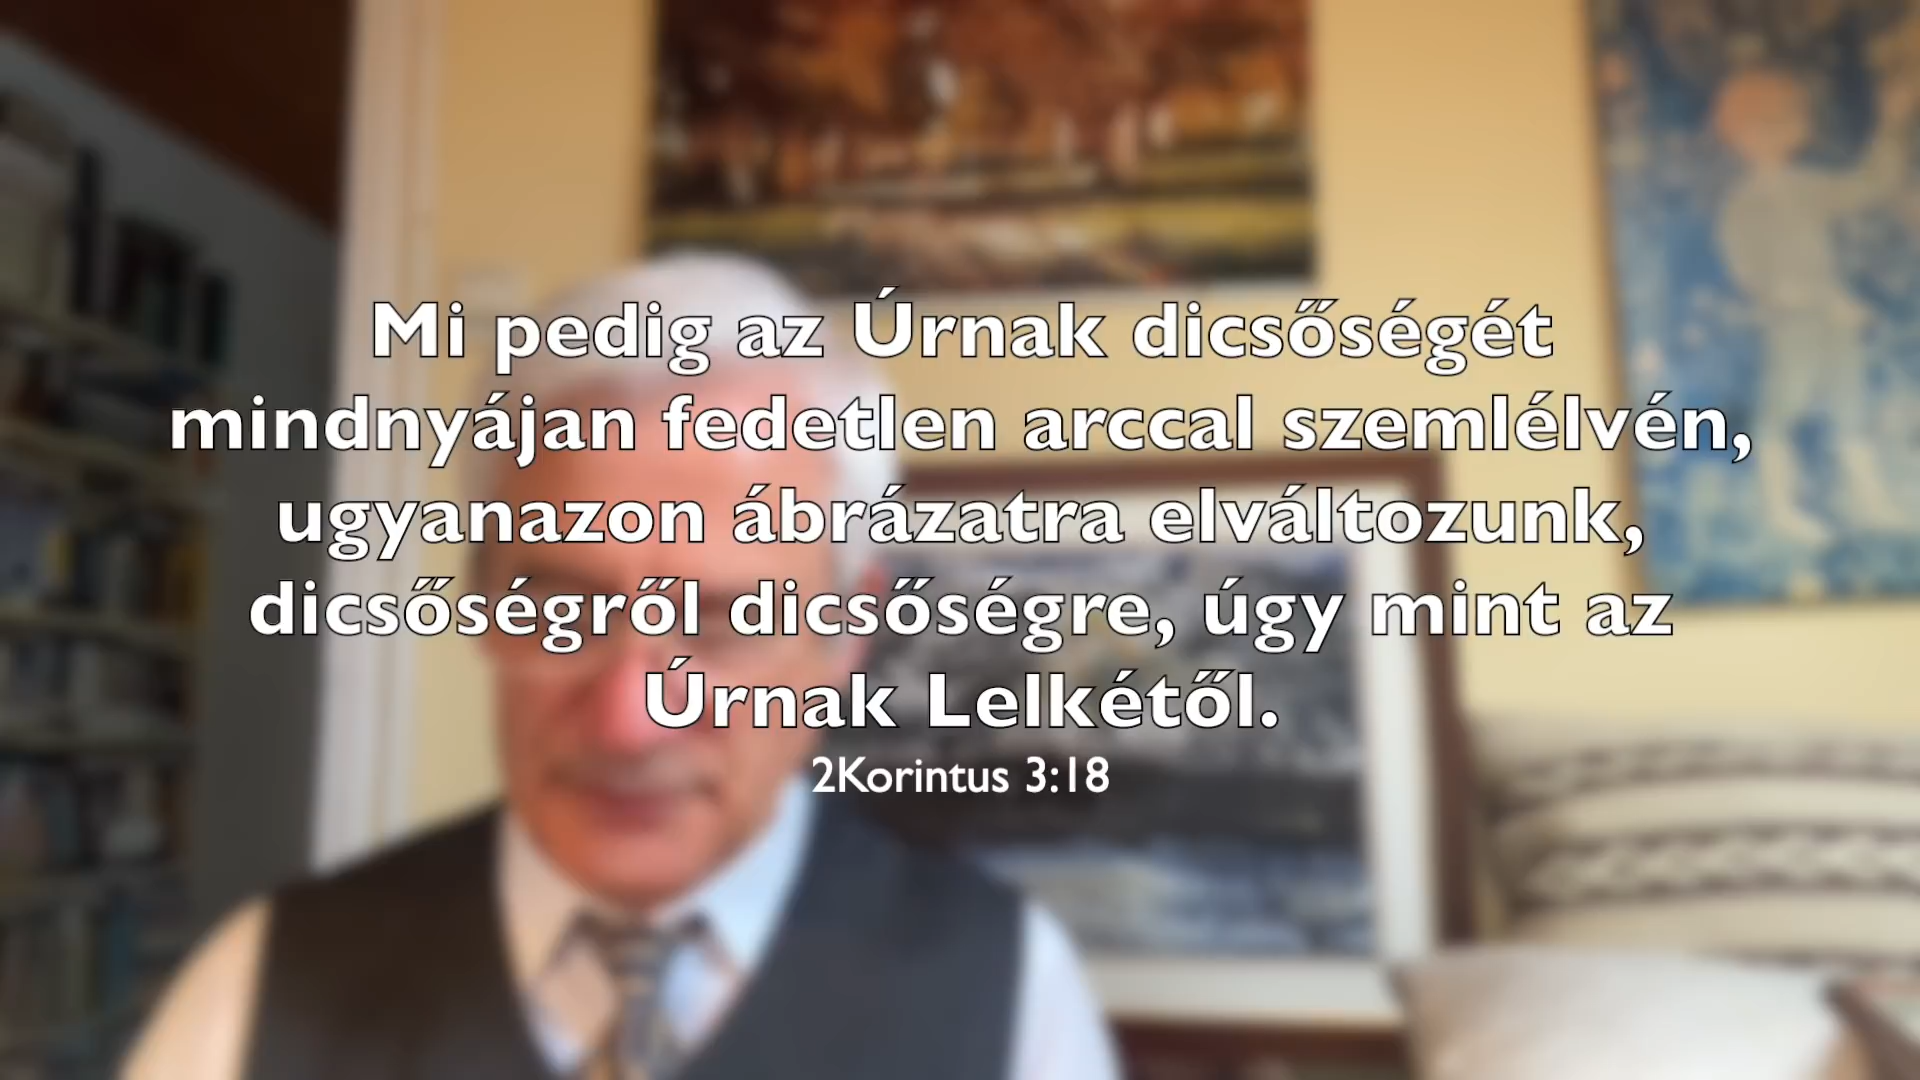 Mi pedig az Úrnak dicsőségét
mindnyájan fedetlen arccal szemlélvén,
ugyanazon ábrázatra elváltozunk,
dicsőségről dicsőségre, úgy mint az
Úrnak Lelkétől.
2Korintus 3:18